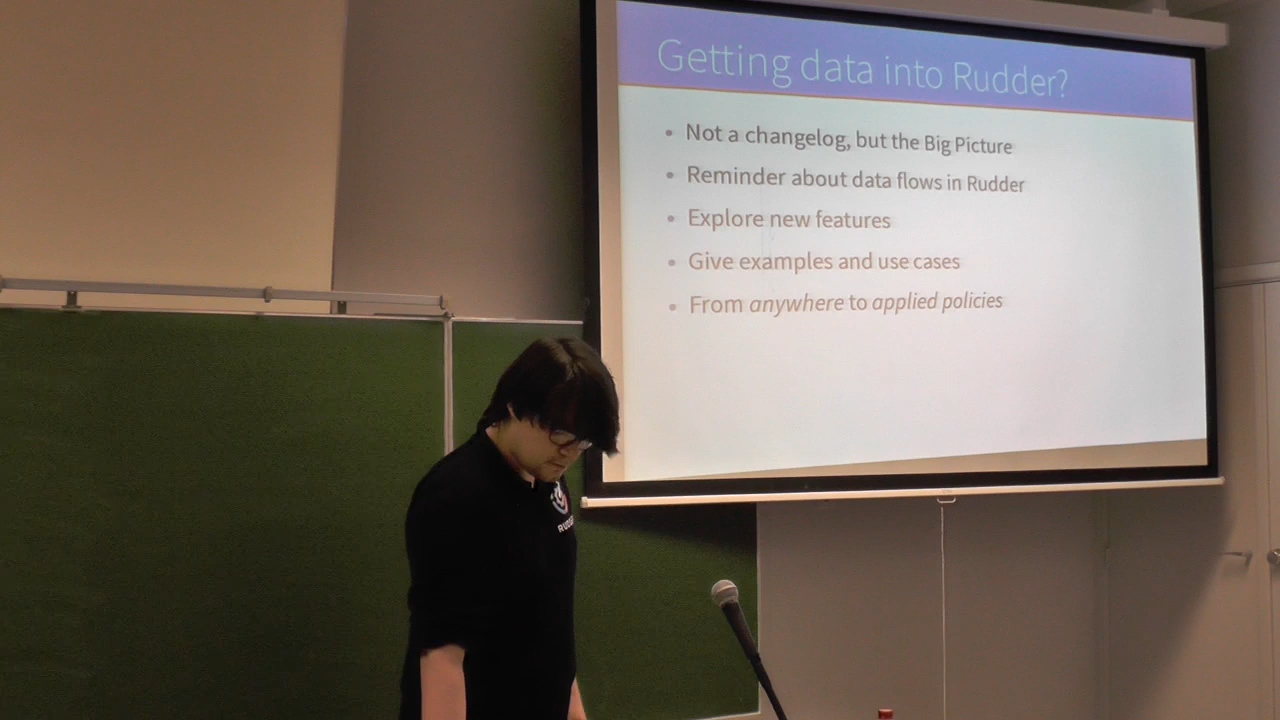 Getting data into Rudder?
• Not a changelog, but the Big Picture
• Reminder about data flows in Rudder
• Explore new features
• Give examples and use cases
• From anywhere to applied policies